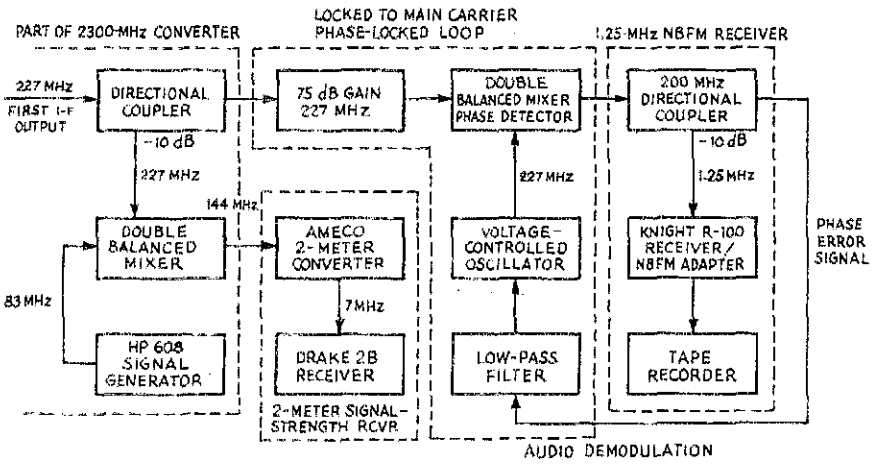 PART OF 2300-MHz CONVERTER
LOCKED TO MAIN CARRIER
PHASE-LOCKED LOOP
1.25-MHz NBFM RECEIVER
227 MHz
FIRST I-F
OUTPUT
DIRECTIONAL
COUPLER
75 dB GAIN
227 MHz
DOUBLE
BALANCED MIXER
PHASE DETECTOR
200 MHz
DIRECTIONAL
COUPLER
-10 dB
-10 dB
227 MHz
227 MHz
1.25 MHz
144 MHz
DOUBLE
BALANCED
MIXER
AMECO
2-METER
CONVERTER
VOLTAGE-
CONTROLLED
OSCILLATOR
KNIGHT R-100
RECEIVER/
NBFM ADAPTER
PHASE
ERROR
SIGNAL
83 MHz
7 MHz
HP 608
SIGNAL
GENERATOR
DRAKE 2B
RECEIVER
LOW-PASS
FILTER
TAPE
RECORDER
2-METER SIGNAL-
STRENGTH RCVR
AUDIO DEMODULATION